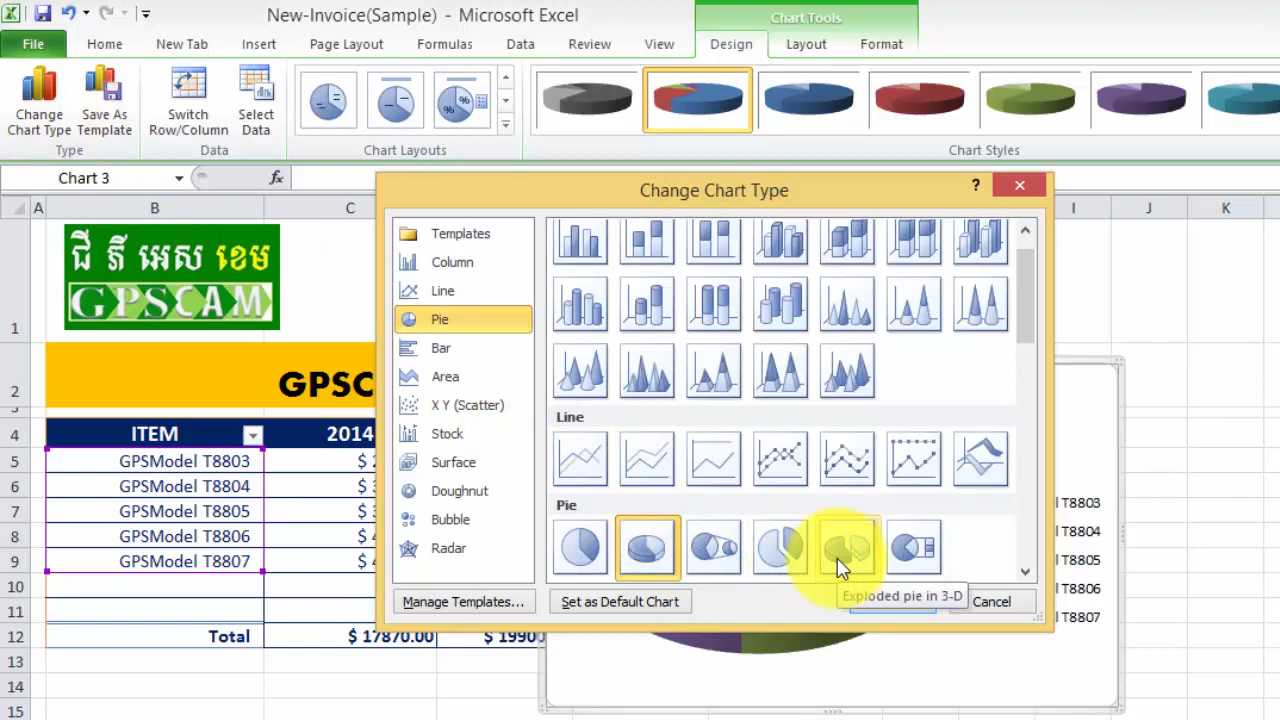 New-Invoice(Sample) - Microsoft Excel
Chart Tools
File Home New Tab Insert Page Layout Formulas Data Review View Design Layout Format
Change Chart Type
Save As Template
Switch Row/Column
Select Data
Type Data Chart Layouts Chart Styles
Chart 3 fx
Change Chart Type ?
A B C I J K
ជី ភី អេស ខេម
GPSCAM
Templates
Column
Line
Pie
Bar
Area
X Y (Scatter)
Stock
Surface
Doughnut
Bubble
Radar
Line
Pie
Exploded pie in 3-D
Manage Templates...
Set as Default Chart
Cancel
1
2 GPSC
4 ITEM 2014
5 GPSModel T8803 $
6 GPSModel T8804 $
7 GPSModel T8805 $
8 GPSModel T8806 $
9 GPSModel T8807 $
10
11
12 Total $ 17870.00 $ 19900
13
14
15
T8803
T8804
T8805
T8806
T8807